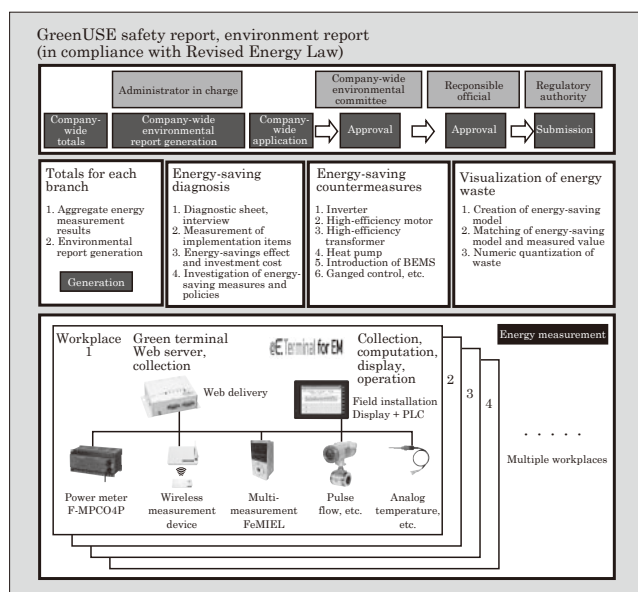 GreenUSE safety report, environment report
(in compliance with Revised Energy Law)
Administrator in charge
Company-wide
environmental
committee
Recponsible
official
Regulatory
authority
Company-
wide
totals
Company-wide
environmental
report generation
Company-
wide
application
Approval
Approval
Submission
Totals for each
branch
1. Aggregate energy
measurement
results
2. Environmental
report generation
Generation
Energy-saving
diagnosis
1. Diagnostic sheet,
interview
2. Measurement of
implementation items
3. Energy-savings effect
and investment cost
4. Investigation of energy-
saving measures and
policies
Energy-saving
countermeasures
1. Inverter
2. High-efficiency motor
3. High-efficiency
transformer
4. Heat pump
5. Introduction of BEMS
6. Ganged control, etc.
Visualization of energy
waste
1. Creation of energy-saving
model
2. Matching of energy-saving
model and measured value
3. Numeric quantization of
waste
Workplace
1
Green terminal
Web server,
collection
Terminal for EM
Collection,
computation,
display,
operation
Energy measurement
Web delivery
Field installation
Display + PLC
2
3
4
. . . . .
Multiple workplaces
Power meter
F-MPCO4P
Wireless
measurement
device
Multi-
measurement
FeMIEL
Pulse
flow, etc.
Analog
temperature,
etc.